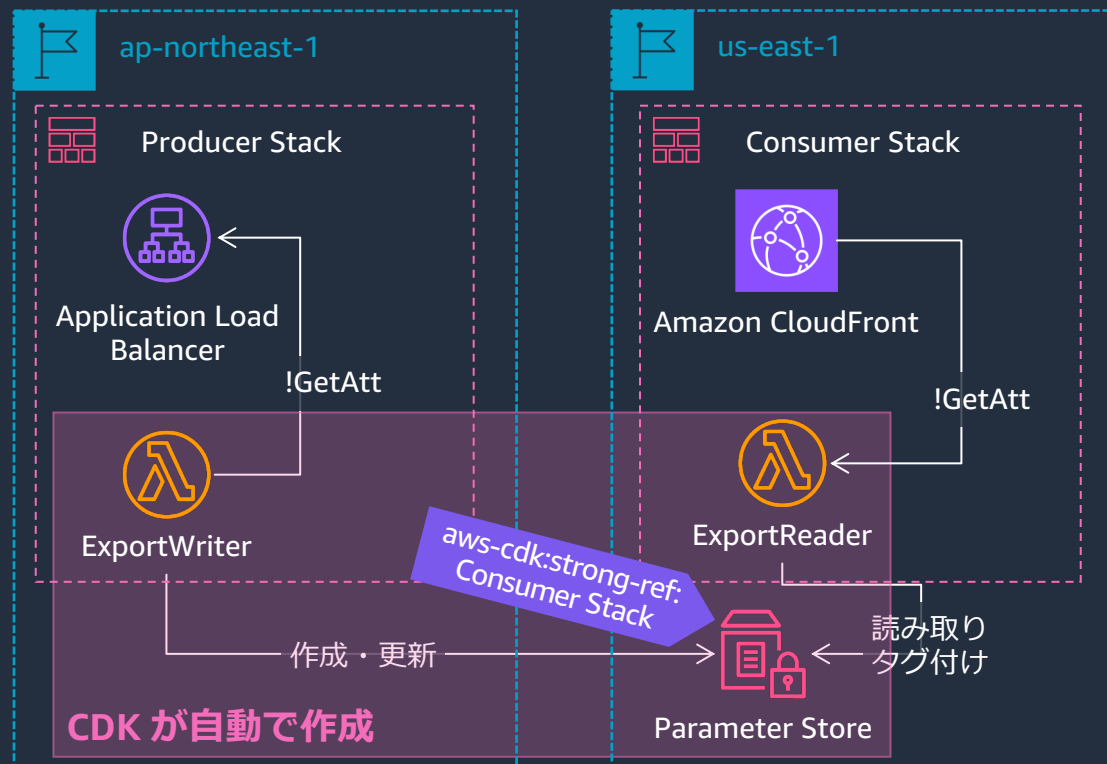 ap-northeast-1
us-east-1
Producer Stack
Consumer Stack
Application Load
Balancer
Amazon CloudFront
!GetAtt
!GetAtt
ExportWriter
ExportReader
aws-cdk:strong-ref:
Consumer Stack
作成・更新
読み取り
タグ付け
CDK が自動で作成
Parameter Store